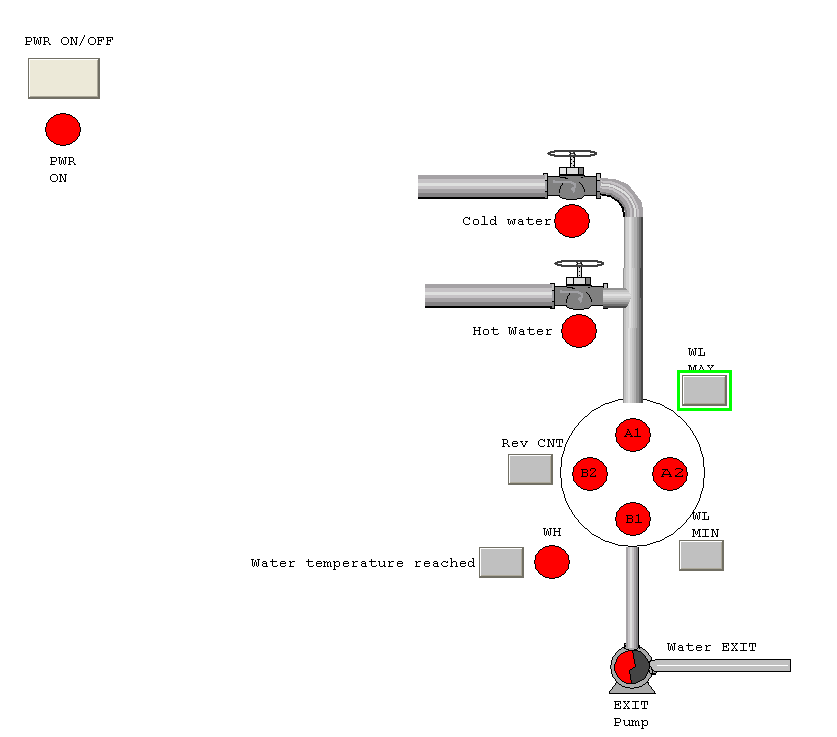 PWR ON/OFF
PWR
ON
Cold water
Hot Water
WL
MAX
A1
Rev CNT
B2
A2
B1
WL
MIN
WH
Water temperature reached
Water EXIT
EXIT
Pump